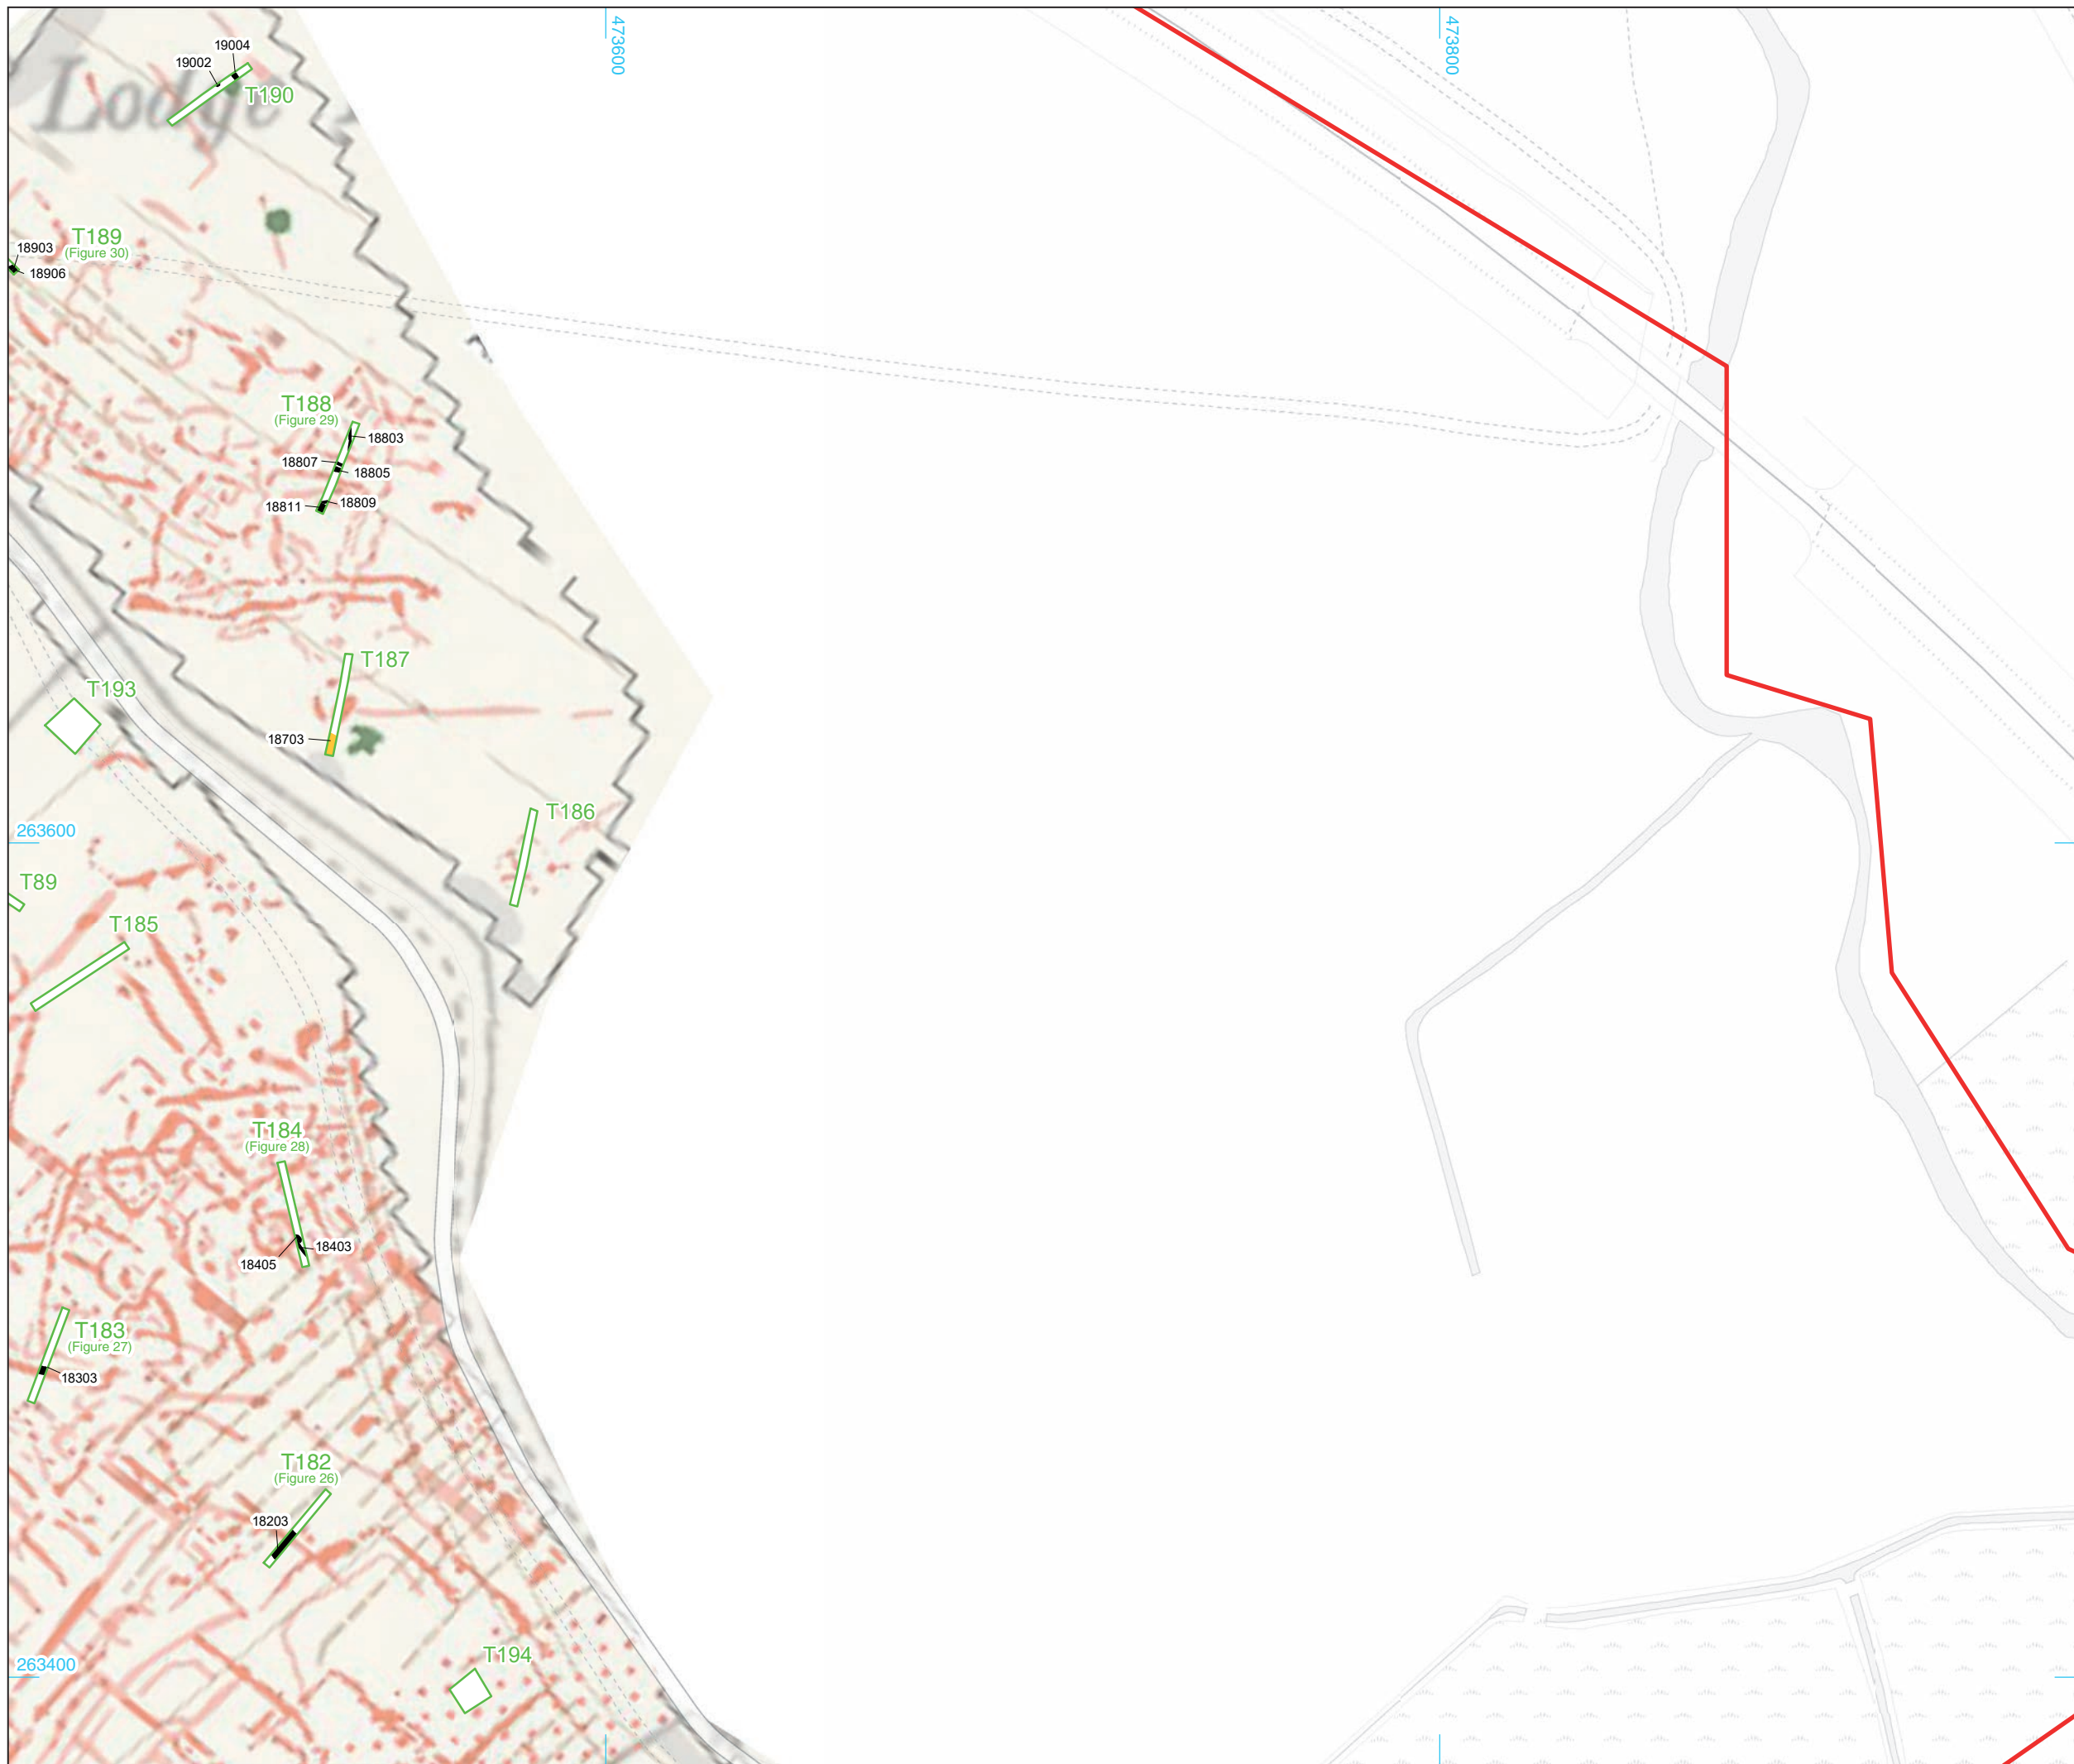 473600
473800
19004
19002
Lodge
T190
T189
(Figure 30)
18903
18906
T188
(Figure 29)
18803
18807
18805
18809
18811
T187
18703
T193
T186
263600
T89
T185
T184
(Figure 28)
18403
18405
T183
(Figure 27)
18303
T182
(Figure 26)
18203
T194
263400